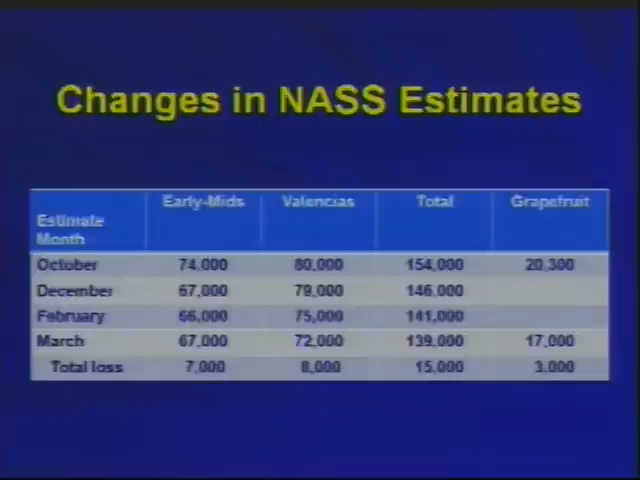 Changes in NASS Estimates
Estimate Month Early-Mids Valencias Total Grapefruit
October 74,000 80,000 154,000 20,300
December 67,000 79,000 146,000
February 66,000 75,000 141,000
March 67,000 72,000 139,000 17,000
Total loss 7,000 8,000 15,000 3,000